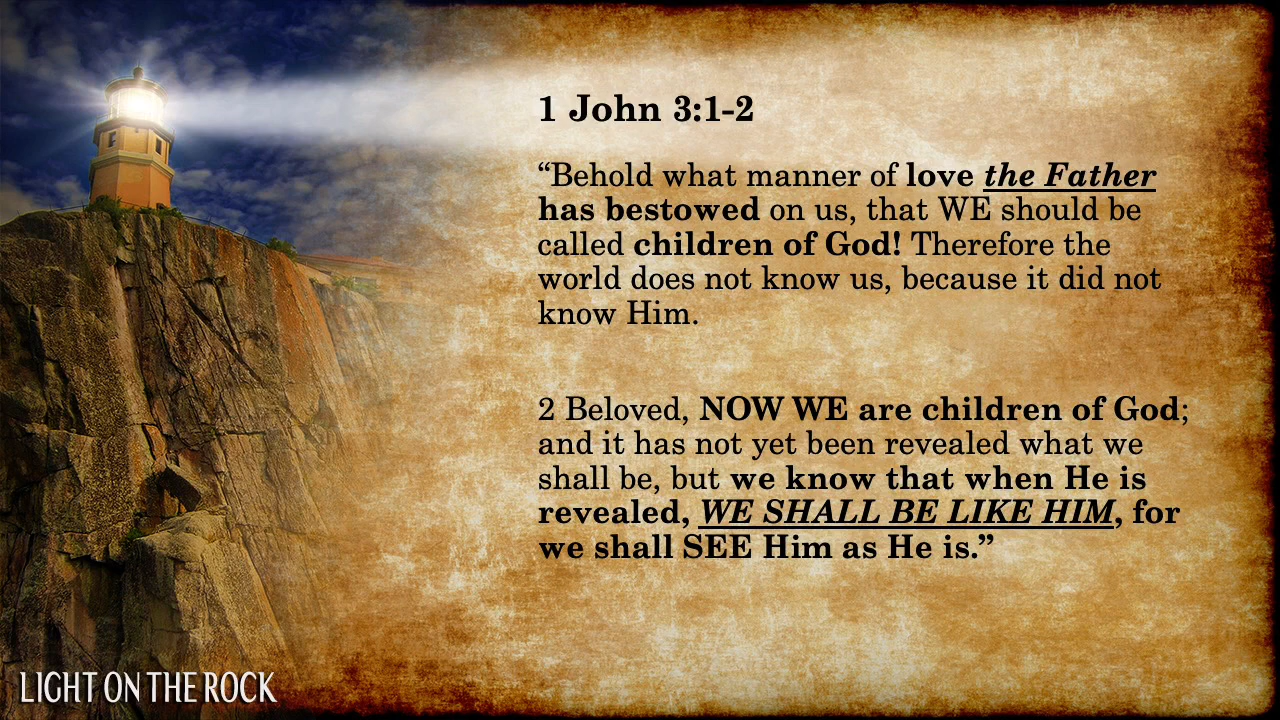 1 John 3:1-2
“Behold what manner of love the Father
has bestowed on us, that WE should be
called children of God! Therefore the
world does not know us, because it did not
know Him.
2 Beloved, NOW WE are children of God;
and it has not yet been revealed what we
shall be, but we know that when He is
revealed, WE SHALL BE LIKE HIM, for
we shall SEE Him as He is.”
LIGHT ON THE ROCK